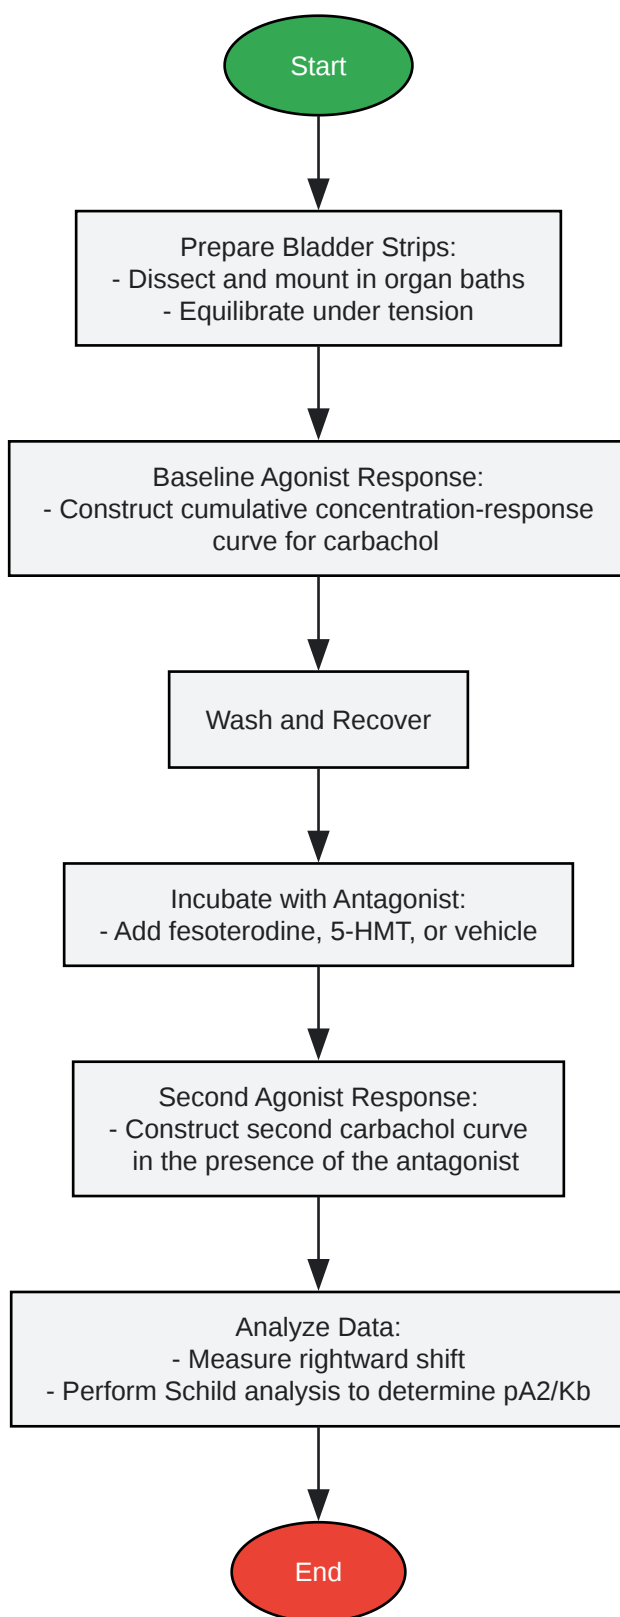 Start
Prepare Bladder Strips:
- Dissect and mount in organ baths
- Equilibrate under tension
Baseline Agonist Response:
- Construct cumulative concentration-response
curve for carbachol
Wash and Recover
Incubate with Antagonist:
- Add fesoterodine, 5-HMT, or vehicle
Second Agonist Response:
- Construct second carbachol curve
in the presence of the antagonist
Analyze Data:
- Measure rightward shift
- Perform Schild analysis to determine pA2/Kb
End